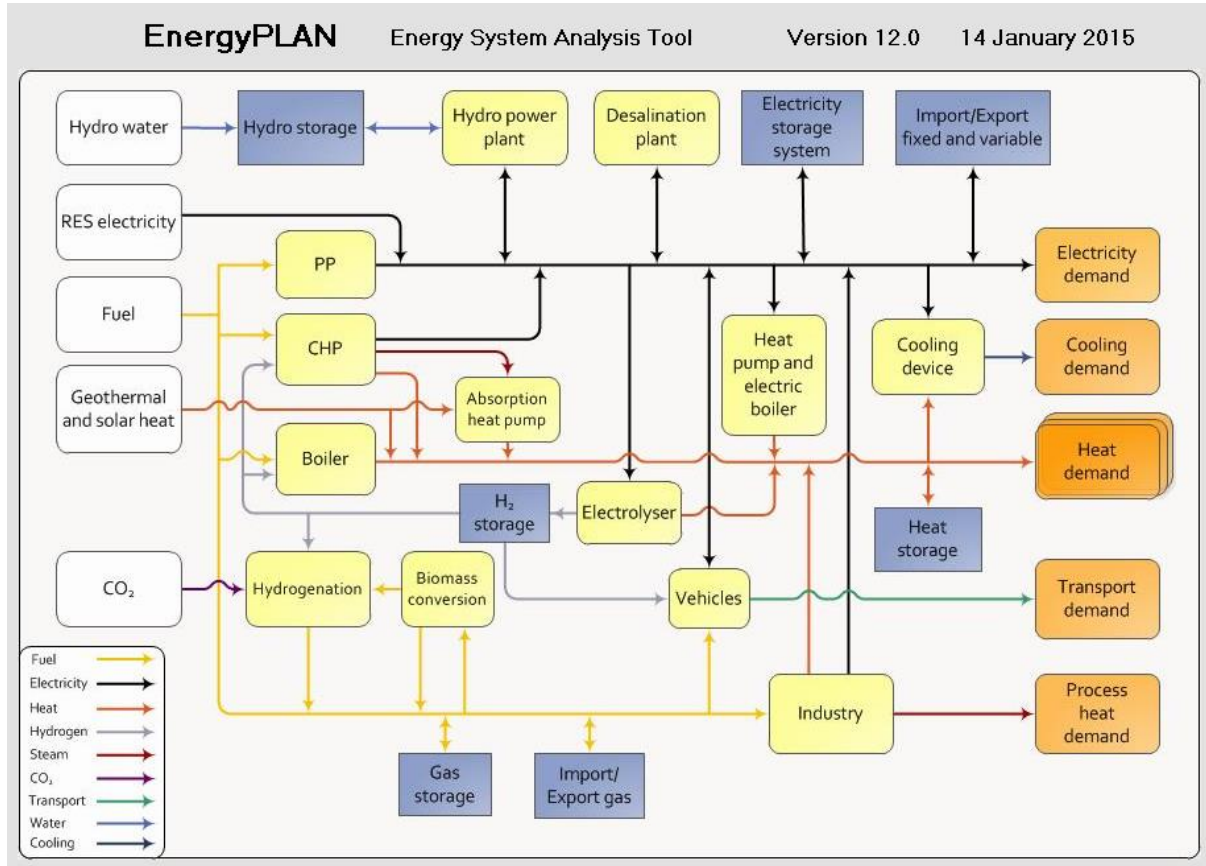 EnergyPLAN Energy System Analysis Tool Version 12.0 14 January 2015
Hydro water
Hydro storage
Hydro power
plant
Desalination
plant
Electricity
storage
system
Import/Export
fixed and variable
RES electricity
PP
Electricity
demand
Fuel
CHP
Heat
pump and
electric
boiler
Cooling
device
Cooling
demand
Geothermal
and solar heat
Absorption
heat pump
Boiler
Heat
demand
H₂
storage
Electrolyser
Heat
storage
CO₂
Hydrogenation
Biomass
conversion
Vehicles
Transport
demand
Industry
Process
heat
demand
Gas
storage
Import/
Export gas
Fuel
Electricity
Heat
Hydrogen
Steam
CO₂
Transport
Water
Cooling